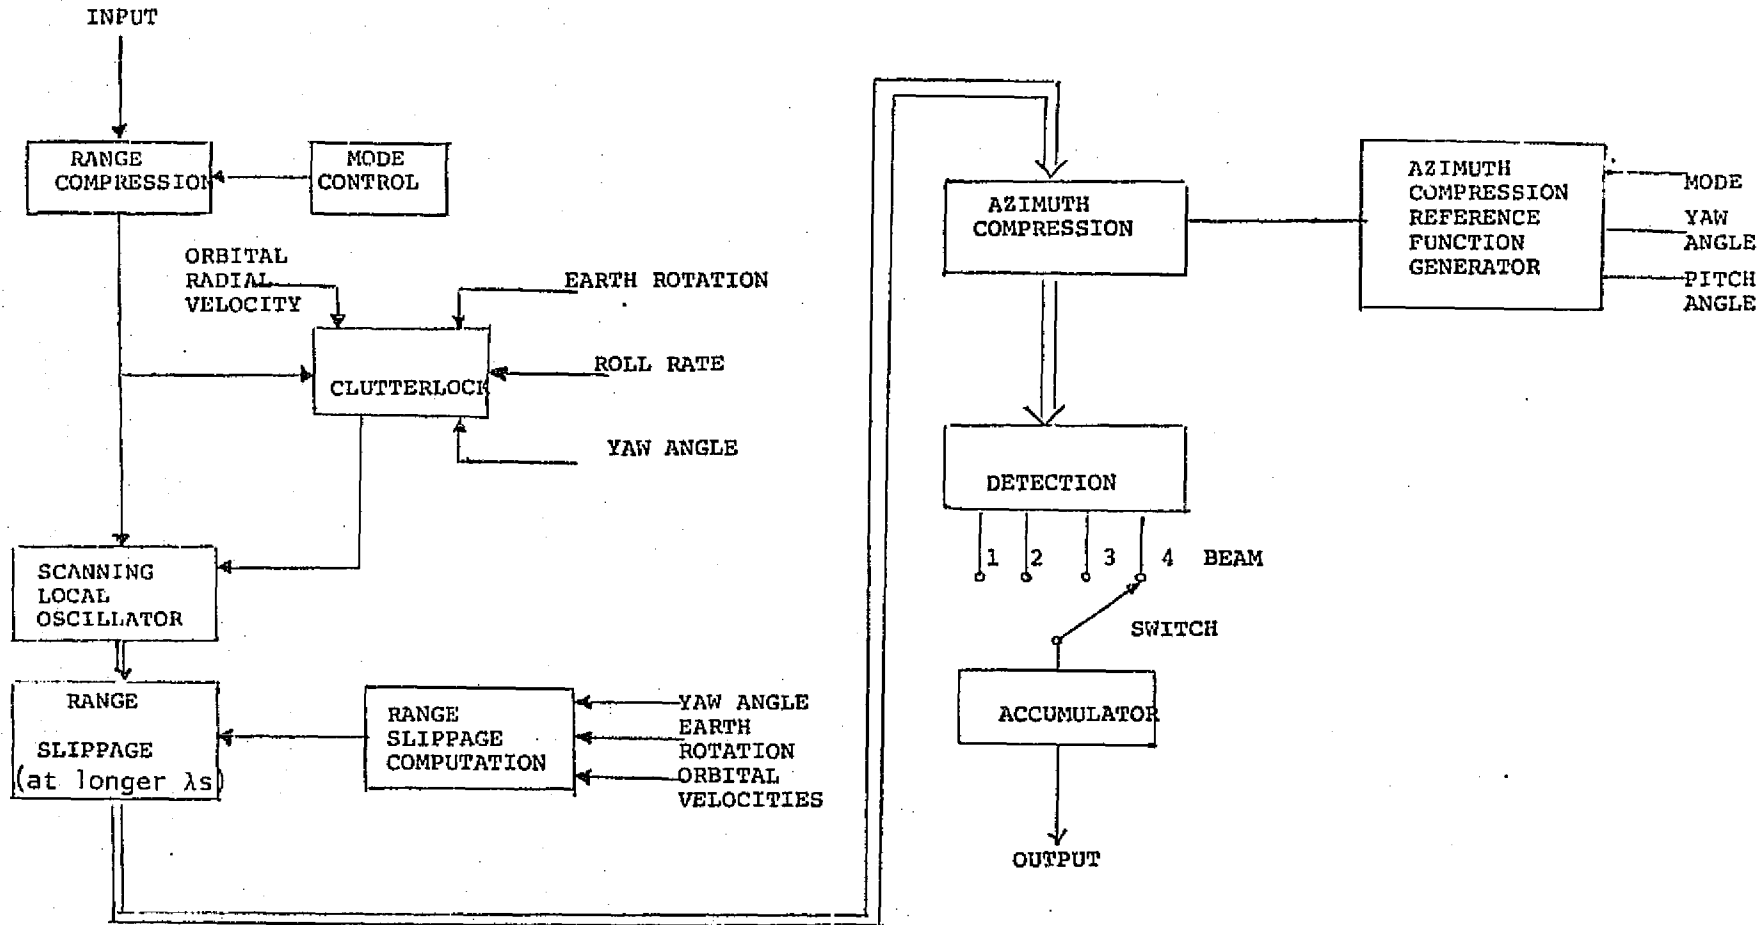 INPUT
RANGE
COMPRESSION
MODE
CONTROL
ORBITAL
RADIAL
VELOCITY
EARTH ROTATION
CLUTTERLOCK
ROLL RATE
YAW ANGLE
SCANNING
LOCAL
OSCILLATOR
RANGE
SLIPPAGE
(at longer λs)
RANGE
SLIPPAGE
COMPUTATION
YAW ANGLE
EARTH
ROTATION
ORBITAL
VELOCITIES
AZIMUTH
COMPRESSION
AZIMUTH
COMPRESSION
REFERENCE
FUNCTION
GENERATOR
MODE
YAW
ANGLE
PITCH
ANGLE
DETECTION
1 2 3 4 BEAM
SWITCH
ACCUMULATOR
OUTPUT